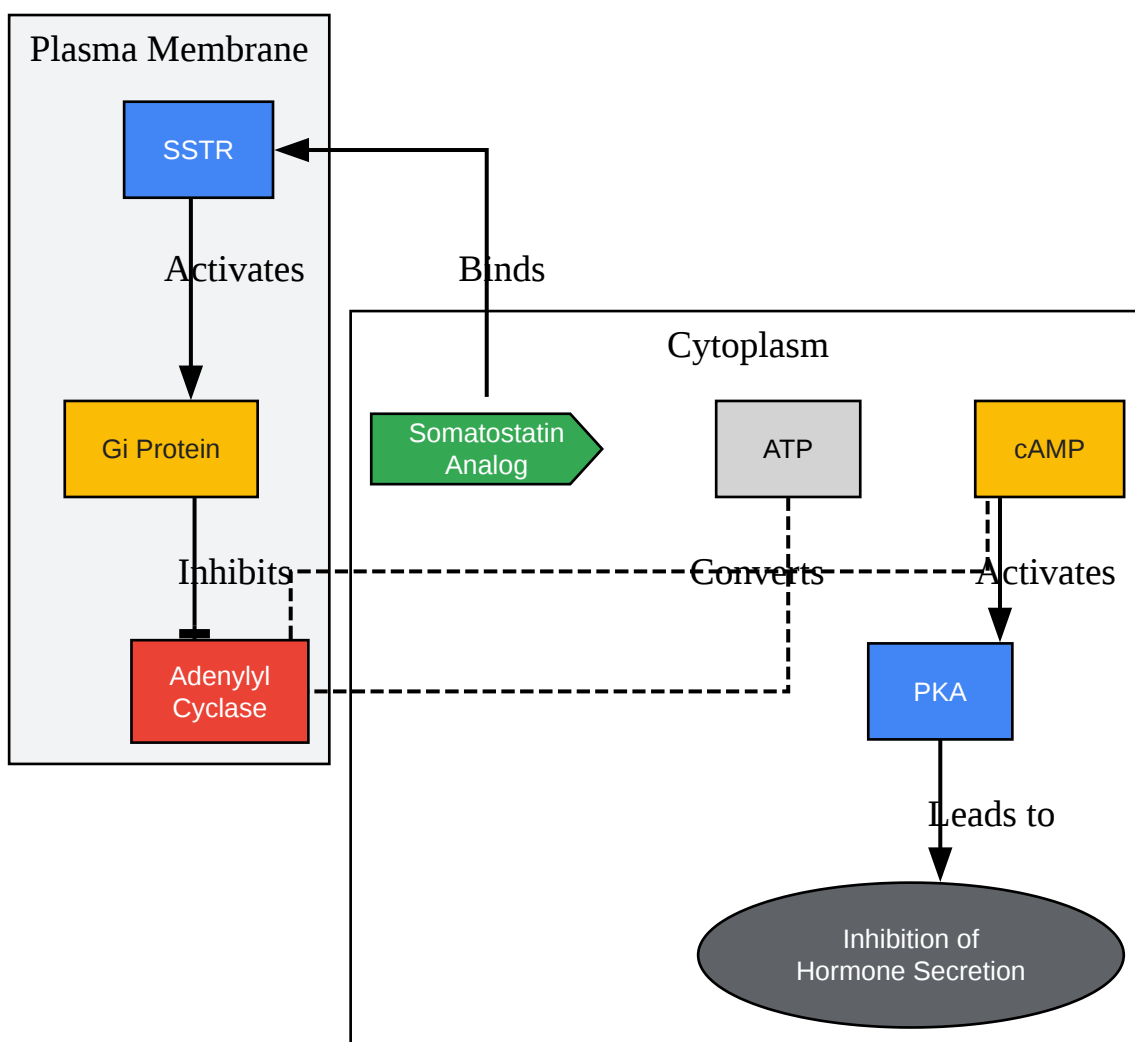 Plasma Membrane
SSTR
Activates
Binds
Cytoplasm
Gi Protein
Somatostatin
Analog
ATP
cAMP
Inhibits
Converts
Activates
Adenylyl
Cyclase
PKA
Leads to
Inhibition of
Hormone Secretion